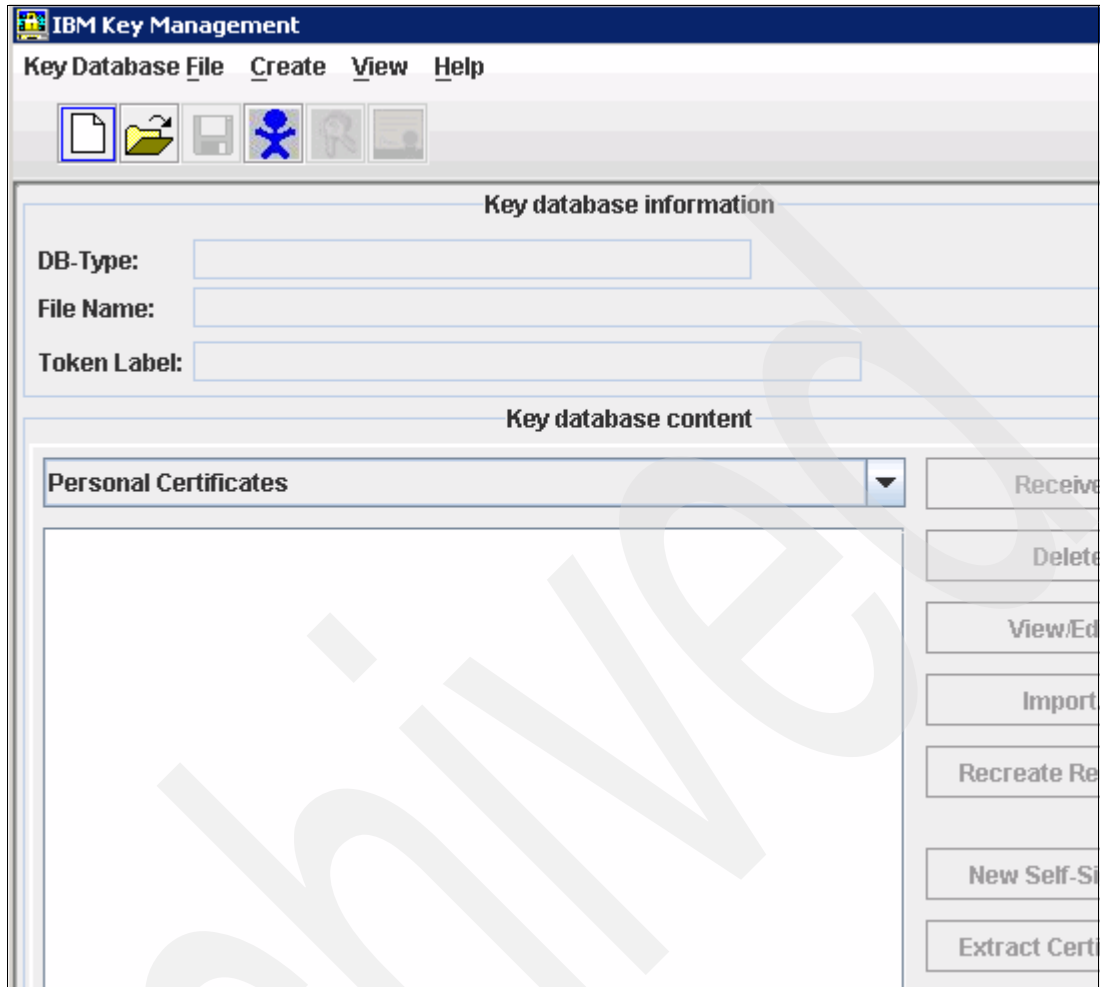 IBM Key Management
Key Database File Create View Help
Key database information
DB-Type:
File Name:
Token Label:
Key database content
Personal Certificates
Receive
Delete
View/Ed
Import.
Recreate Re
New Self-Si
Extract Certi
hived